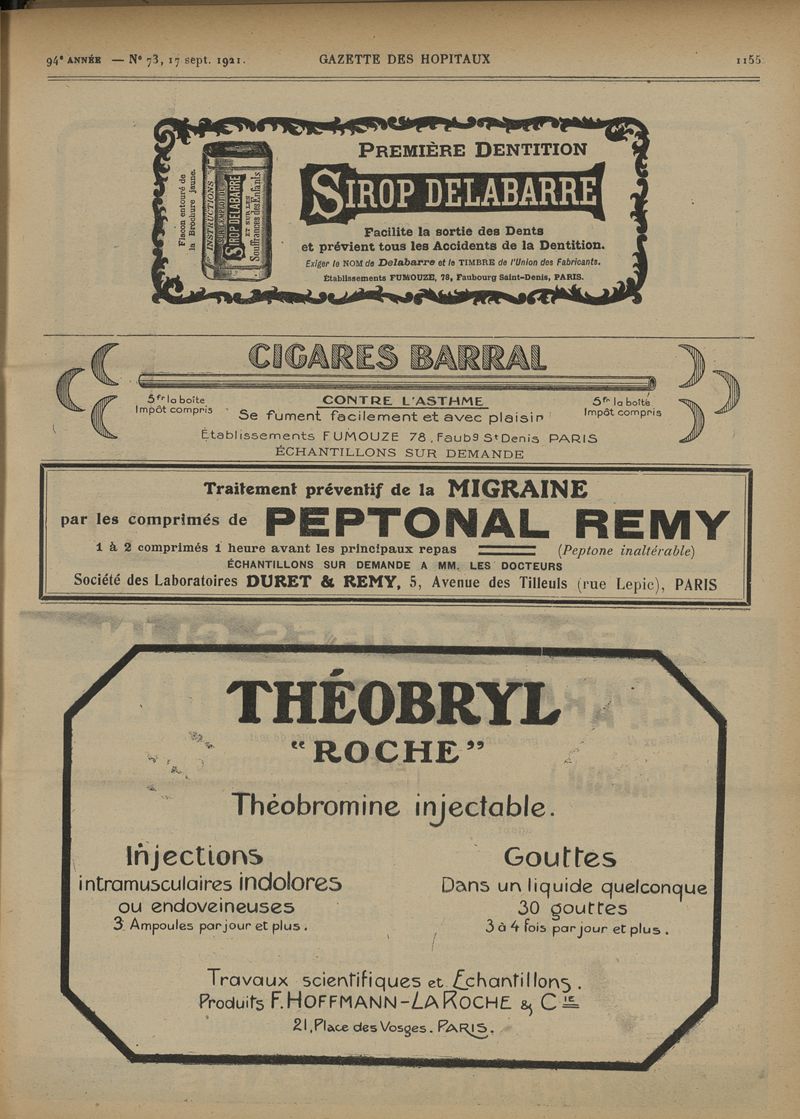 94e ANNÉE — No 73, 17 sept. 1921. GAZETTE DES HOPITAUX 1155
Flacon entouré de
la Brochure jaune.
INSTRUCTIONS
SUR L'EMPLOI DU
SIROP DELABARRE
ET SUR LES
Souffrances des Enfants
PREMIÈRE DENTITION
SIROP DELABARRE
Facilite la sortie des Dents
et prévient tous les Accidents de la Dentition.
Exiger le NOM de Delabarre et le TIMBRE de l'Union des Fabricants.
Établissements FUMOUZE, 78, Faubourg Saint-Denis, PARIS.
CIGARES BARRAL
5fr la boîte
Impôt compris
CONTRE L'ASTHME
Se fument facilement et avec plaisir
5fr la boîte
Impôt compris
Établissements FUMOUZE 78, Faubg St Denis PARIS
ÉCHANTILLONS SUR DEMANDE
Traitement préventif de la MIGRAINE
par les comprimés de PEPTONAL REMY
1 à 2 comprimés 1 heure avant les principaux repas (Peptone inaltérable)
ÉCHANTILLONS SUR DEMANDE A MM. LES DOCTEURS
Société des Laboratoires DURET & REMY, 5, Avenue des Tilleuls (rue Lepic), PARIS
THÉOBRYL
"ROCHE"
Théobromine injectable.
Injections
intramusculaires indolores
ou endoveineuses
3 Ampoules par jour et plus.
Gouttes
Dans un liquide quelconque
30 gouttes
3 à 4 fois par jour et plus.
Travaux scientifiques et Échantillons.
Produits F. HOFFMANN-LA ROCHE & Cie
21, Place des Vosges. PARIS.